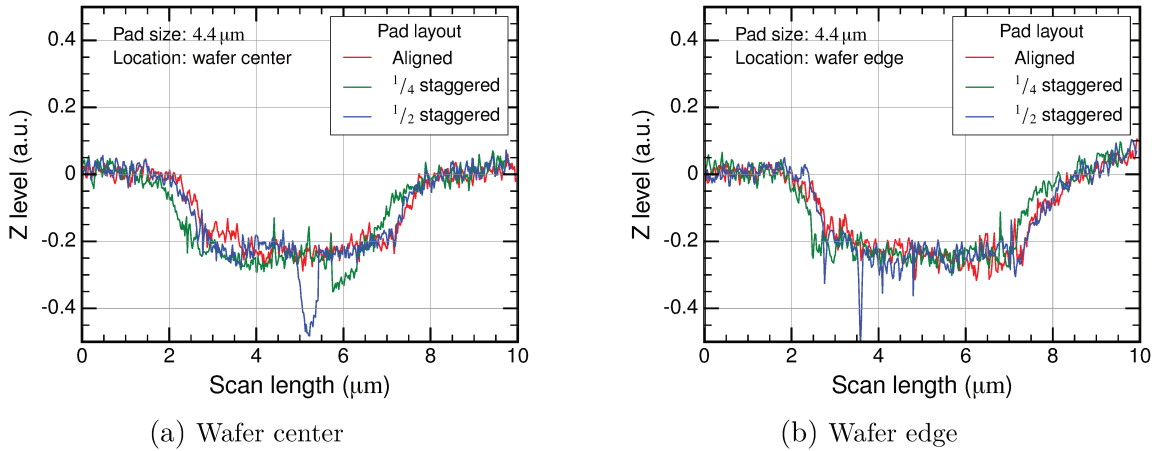 Pad size: 4.4 μm
Location: wafer center
Pad layout
Aligned
1/4 staggered
1/2 staggered
0.4
0.2
0
-0.2
-0.4
Z level (a.u.)
0 2 4 6 8 10
Scan length (μm)
(a) Wafer center
Pad size: 4.4 μm
Location: wafer edge
Pad layout
Aligned
1/4 staggered
1/2 staggered
0.4
0.2
0
-0.2
-0.4
Z level (a.u.)
0 2 4 6 8 10
Scan length (μm)
(b) Wafer edge